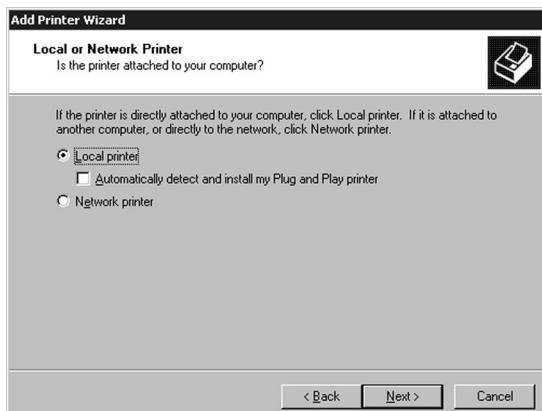 Add Printer Wizard
Local or Network Printer
Is the printer attached to your computer?
If the printer is directly attached to your computer, click Local printer. If it is attached to
another computer, or directly to the network, click Network printer.
Local printer
Automatically detect and install my Plug and Play printer
Network printer
< Back Next > Cancel